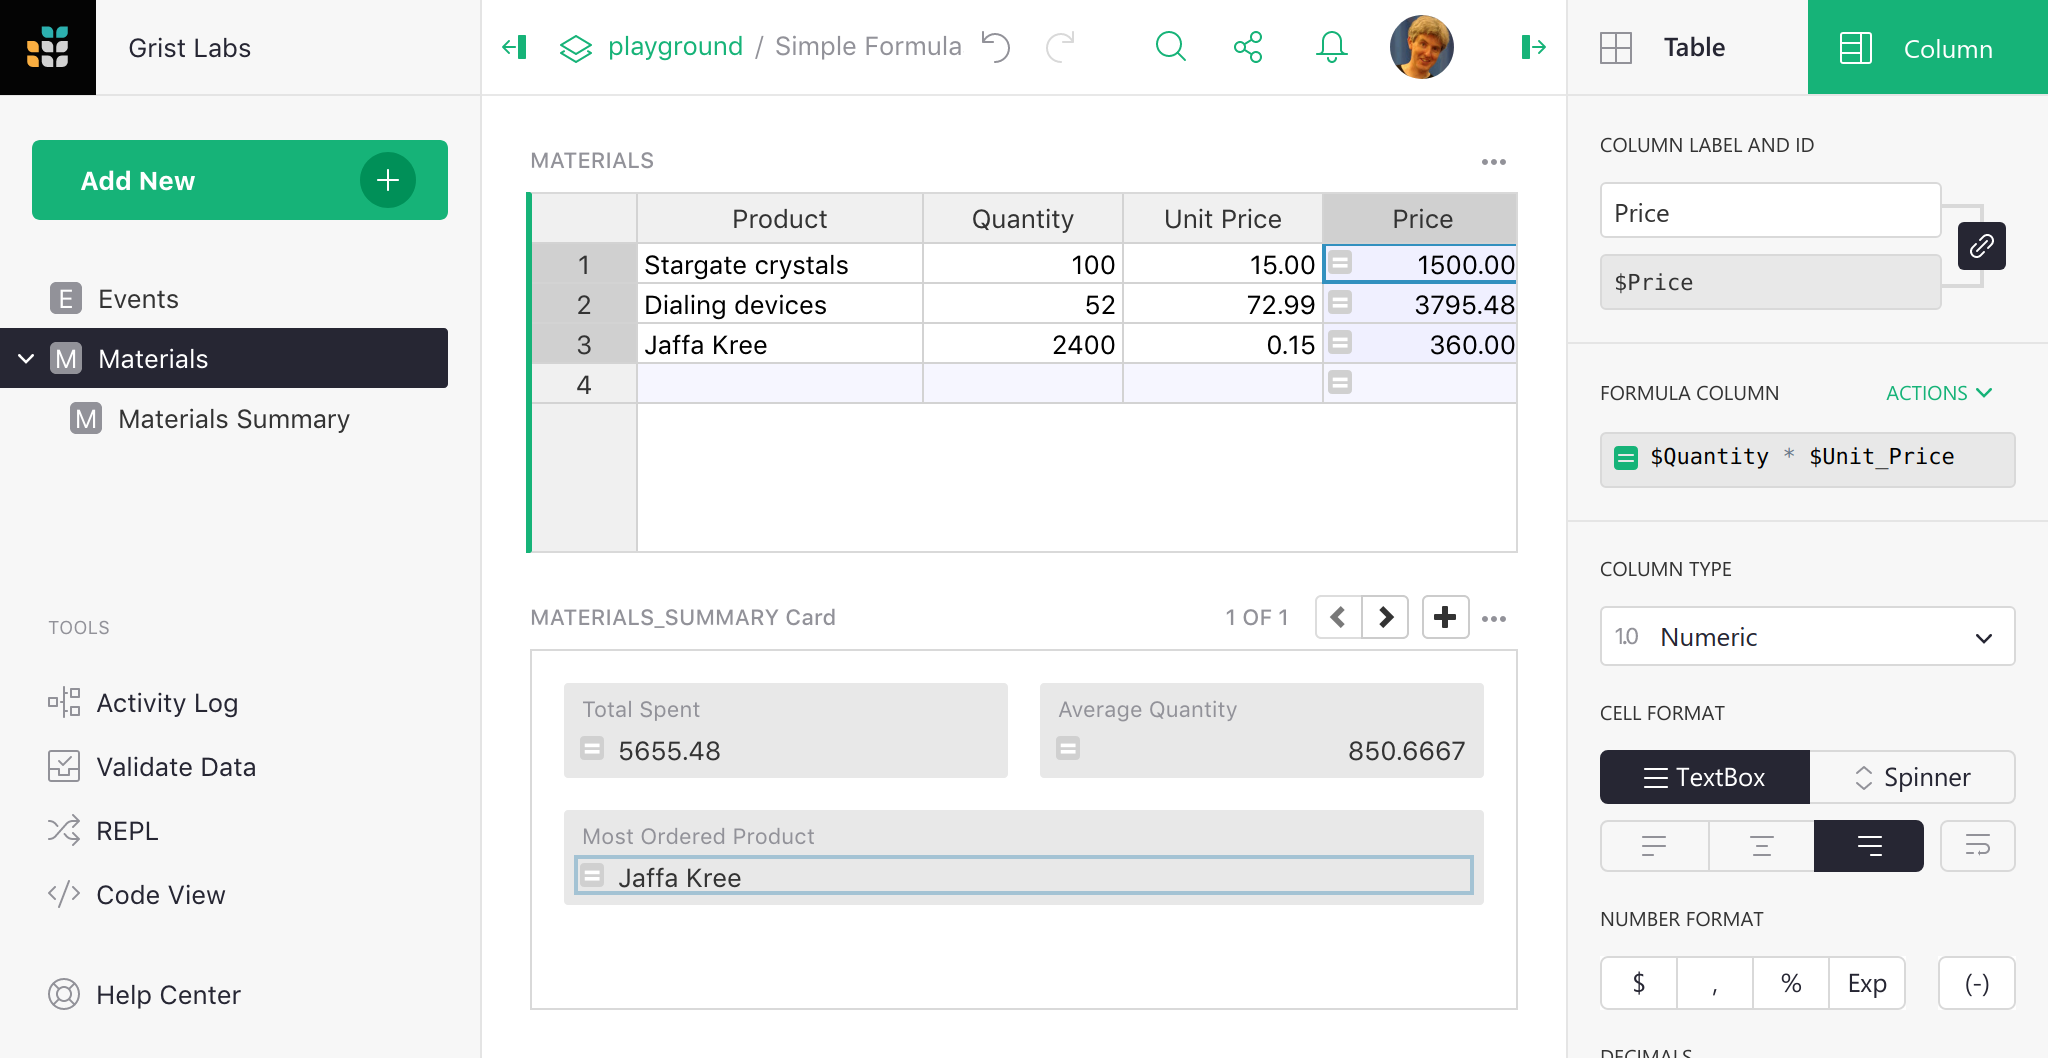 Grist Labs
Add New
E Events
M Materials
M Materials Summary
TOOLS
Activity Log
Validate Data
REPL
Code View
Help Center
playground / Simple Formula
MATERIALS
Product Quantity Unit Price Price
1 Stargate crystals 100 15.00 1500.00
2 Dialing devices 52 72.99 3795.48
3 Jaffa Kree 2400 0.15 360.00
4
MATERIALS_SUMMARY Card 1 OF 1
Total Spent
5655.48
Average Quantity
850.6667
Most Ordered Product
Jaffa Kree
Table Column
COLUMN LABEL AND ID
Price
$Price
FORMULA COLUMN ACTIONS
$Quantity * $Unit_Price
COLUMN TYPE
1.0 Numeric
CELL FORMAT
TextBox Spinner
NUMBER FORMAT
$ , % Exp (-)
DECIMALS